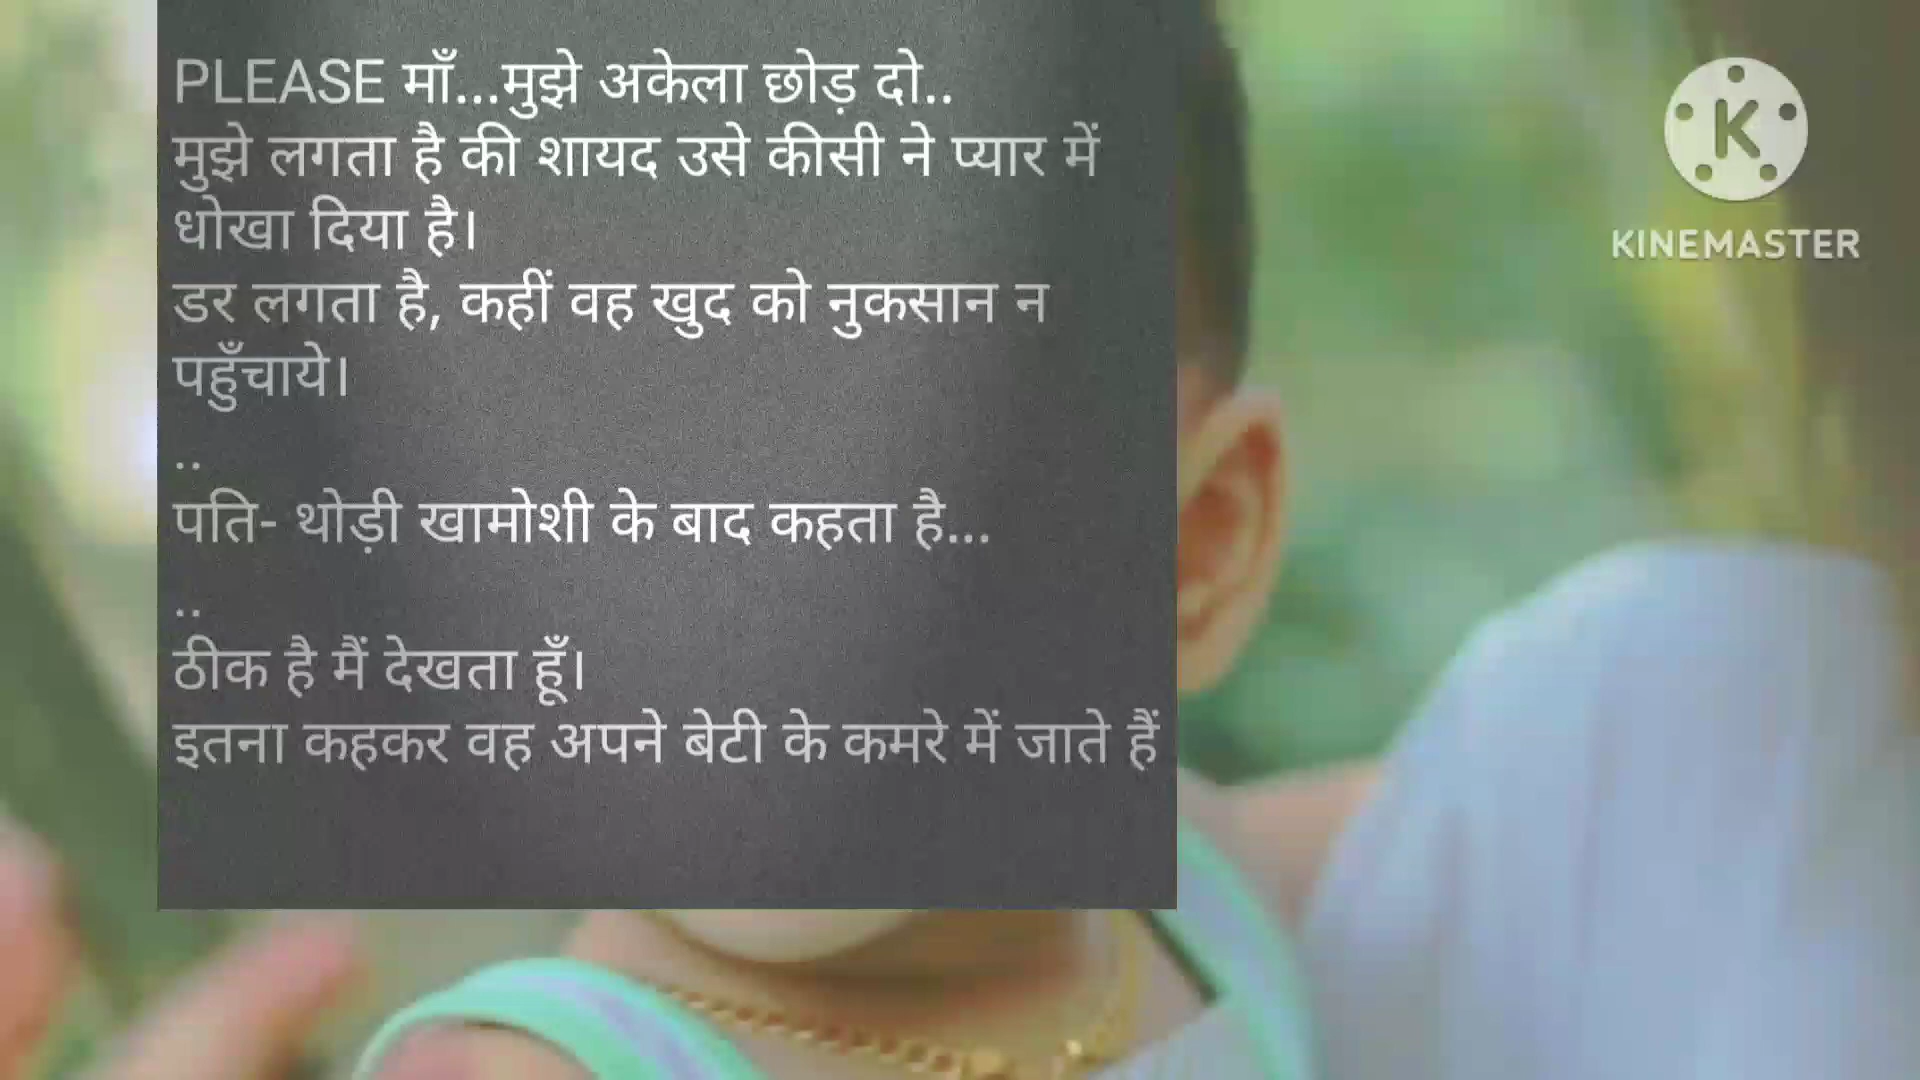 PLEASE माँ...मुझे अकेला छोड़ दो..
मुझे लगता है की शायद उसे कीसी ने प्यार में
धोखा दिया है।
डर लगता है, कहीं वह खुद को नुकसान न
पहुँचाये।
..
पति- थोड़ी खामोशी के बाद कहता है...
..
ठीक है मैं देखता हूँ।
इतना कहकर वह अपने बेटी के कमरे में जाते हैं
K
KINEMASTER